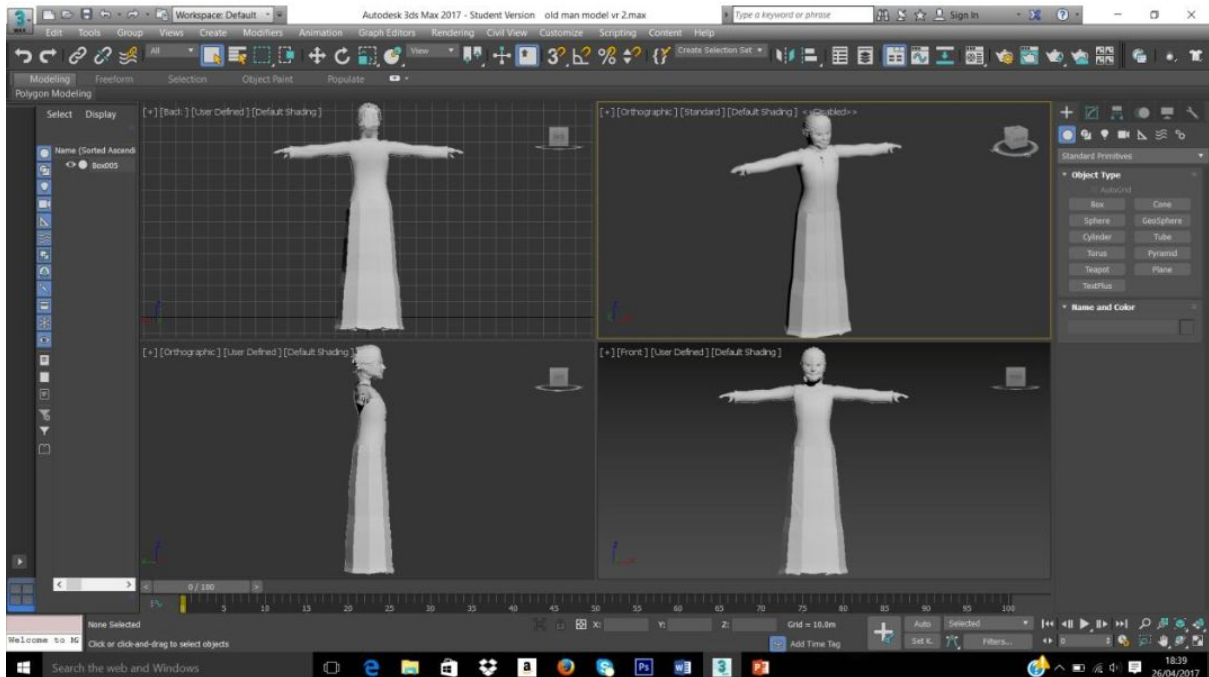 3 MAX Workspace: Default Autodesk 3ds Max 2017 - Student Version old man model vr 2.max Type a keyword or phrase Sign In
Edit Tools Group Views Create Modifiers Animation Graph Editors Rendering Civil View Customize Scripting Content Help
All View Create Selection Set
Modeling Freeform Selection Object Paint Populate
Polygon Modeling
Select Display
Name (Sorted Ascendi
Box005
[+] [Back ] [User Defined ] [Default Shading ]
[+] [Orthographic ] [Standard ] [Default Shading ] <<Disabled>>
[+] [Orthographic ] [User Defined ] [Default Shading ]
[+] [Front ] [User Defined ] [Default Shading ]
Standard Primitives
Object Type
AutoGrid
Box Cone
Sphere GeoSphere
Cylinder Tube
Torus Pyramid
Teapot Plane
TextPlus
Name and Color
0 / 100
5 10 15 20 25 30 35 40 45 50 55 60 65 70 75 80 85 90 95 100
None Selected X: Y: Z: Grid = 10.0m Auto Selected
Welcome to M Click or click-and-drag to select objects Add Time Tag Set K. Filters... 0
Search the web and Windows 18:39
26/04/2017